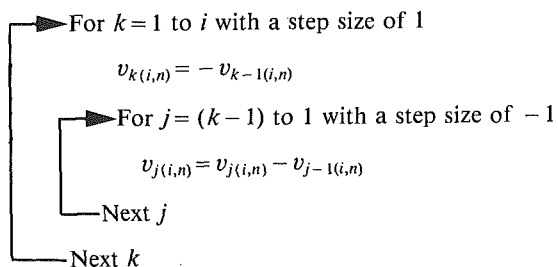 For k=1 to i with a step size of 1
v_{k(i,n)} = − v_{k−1(i,n)}
For j= (k−1) to 1 with a step size of −1
v_{j(i,n)} = v_{j(i,n)} − v_{j−1(i,n)}
Next j
Next k